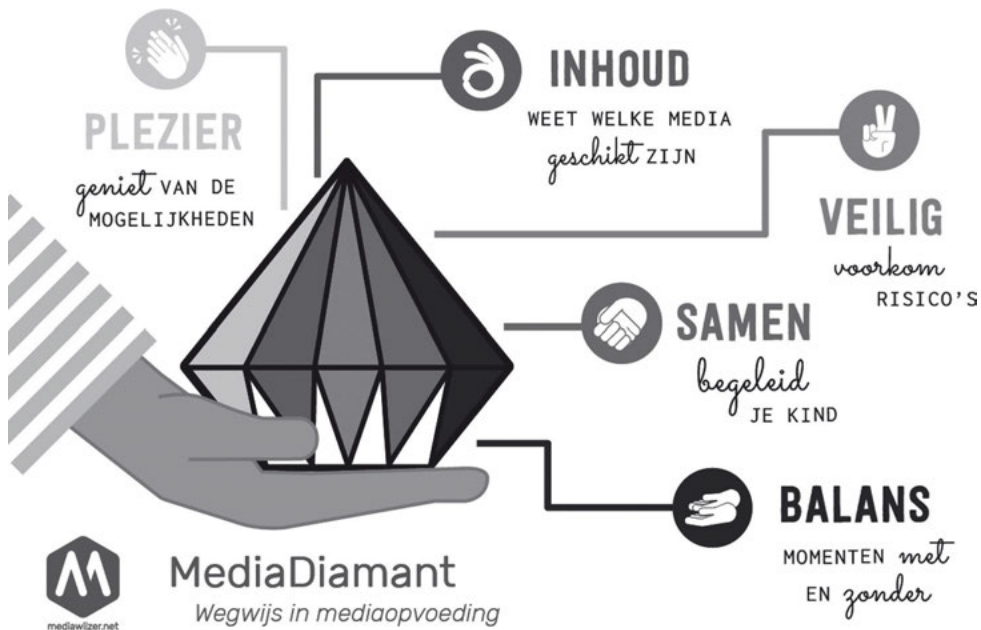 PLEZIER
geniet VAN DE
MOGELIJKHEDEN
INHOUD
WEET WELKE MEDIA
geschikt ZIJN
VEILIG
voorkom
RISICO'S
SAMEN
begeleid
JE KIND
BALANS
MOMENTEN met
EN zonder
MediaDiamant
Wegwijs in mediaopvoeding
mediawijzer.net